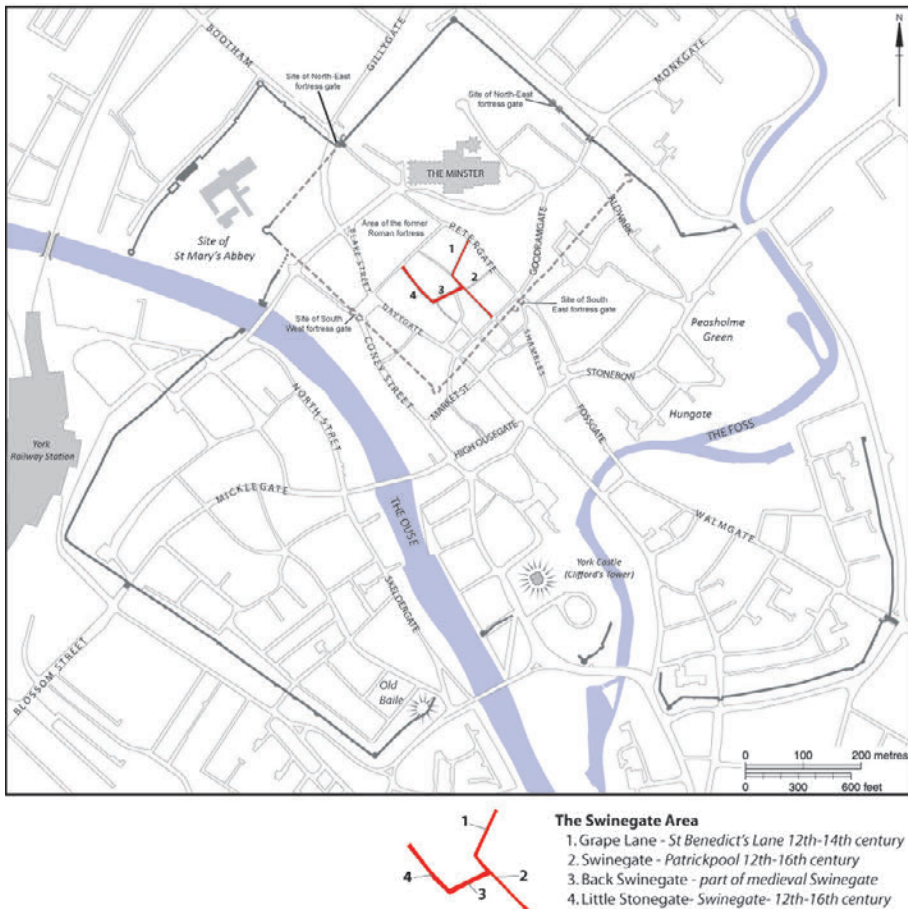 BOOTHAM
GILLYGATE
MONKGATE
N
Site of North-East
fortress gate
Site of North-East
fortress gate
THE MINSTER
Site of
St Mary's Abbey
Area of the former
Roman fortress
PETERGATE
GOODRAMGATE
ALDWARK
BLAKE STREET
1
2
3
4
Site of South
West fortress gate
DAVYGATE
Site of South
East fortress gate
CONEY STREET
MARKET ST
SHAMBLES
STONEBOW
Peasholme
Green
Hungate
THE FOSS
FOSSGATE
NORTH STRET
HIGH OUSEGATE
York
Railway Station
MICKLEGATE
THE OUSE
WALMGATE
York Castle
(Clifford's Tower)
SKELDERGATE
BLOSSOM STREET
Old
Baile
0 100 200 metres
0 300 600 feet
The Swinegate Area
1
2
3
4
1. Grape Lane - St Benedict's Lane 12th-14th century
2. Swinegate - Patrickpool 12th-16th century
3. Back Swinegate - part of medieval Swinegate
4. Little Stonegate- Swinegate- 12th-16th century